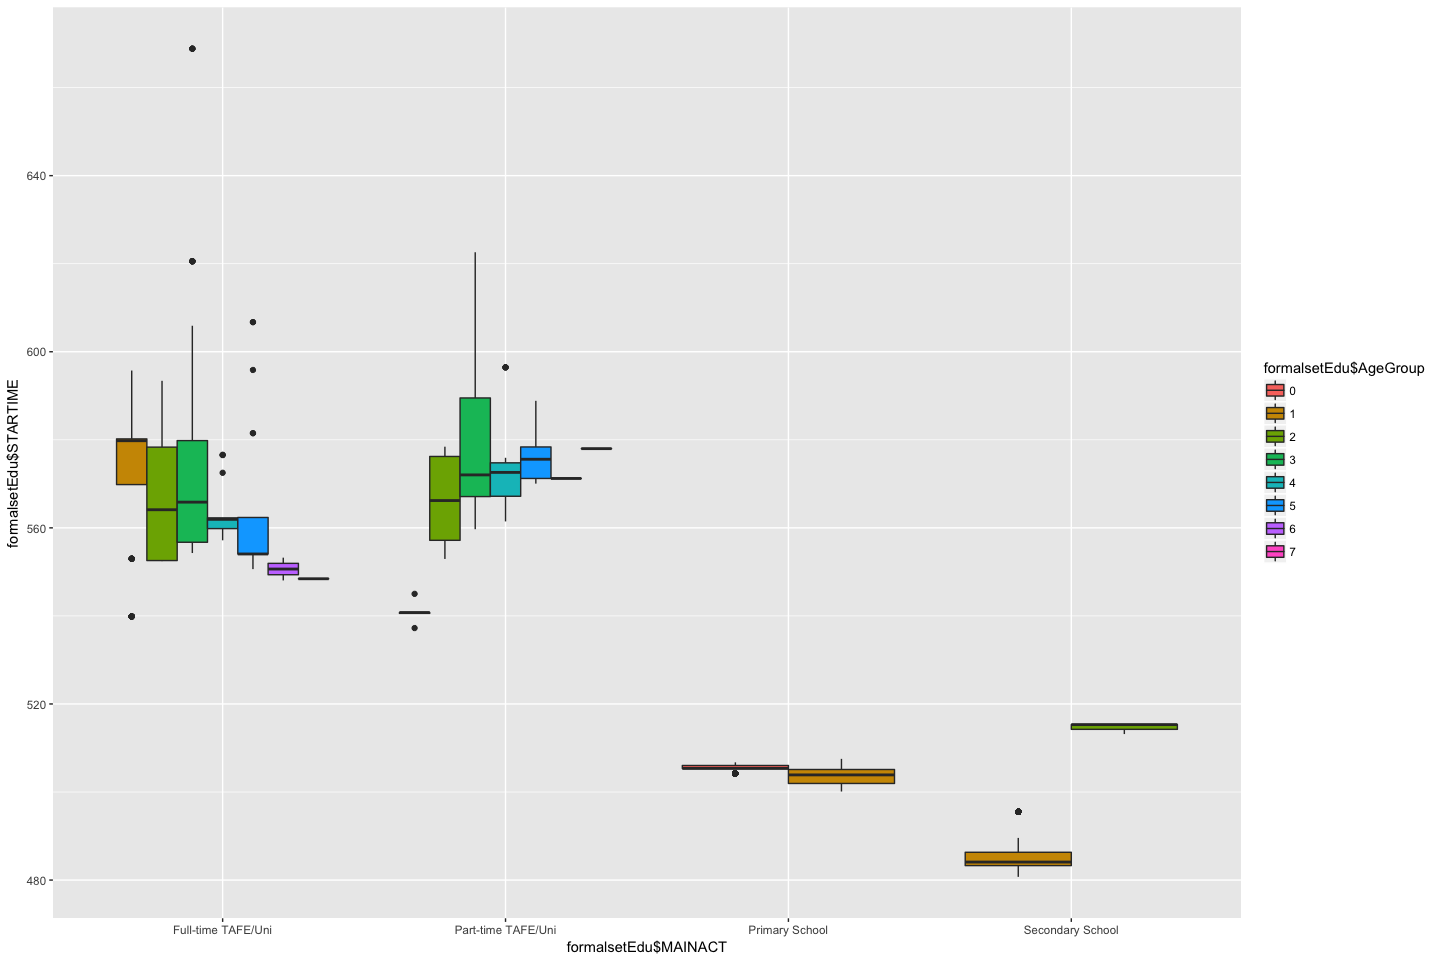 640
600
560
520
480
formalsetEdu$STARTIME
Full-time TAFE/Uni
Part-time TAFE/Uni
Primary School
Secondary School
formalsetEdu$MAINACT
formalsetEdu$AgeGroup
0
1
2
3
4
5
6
7